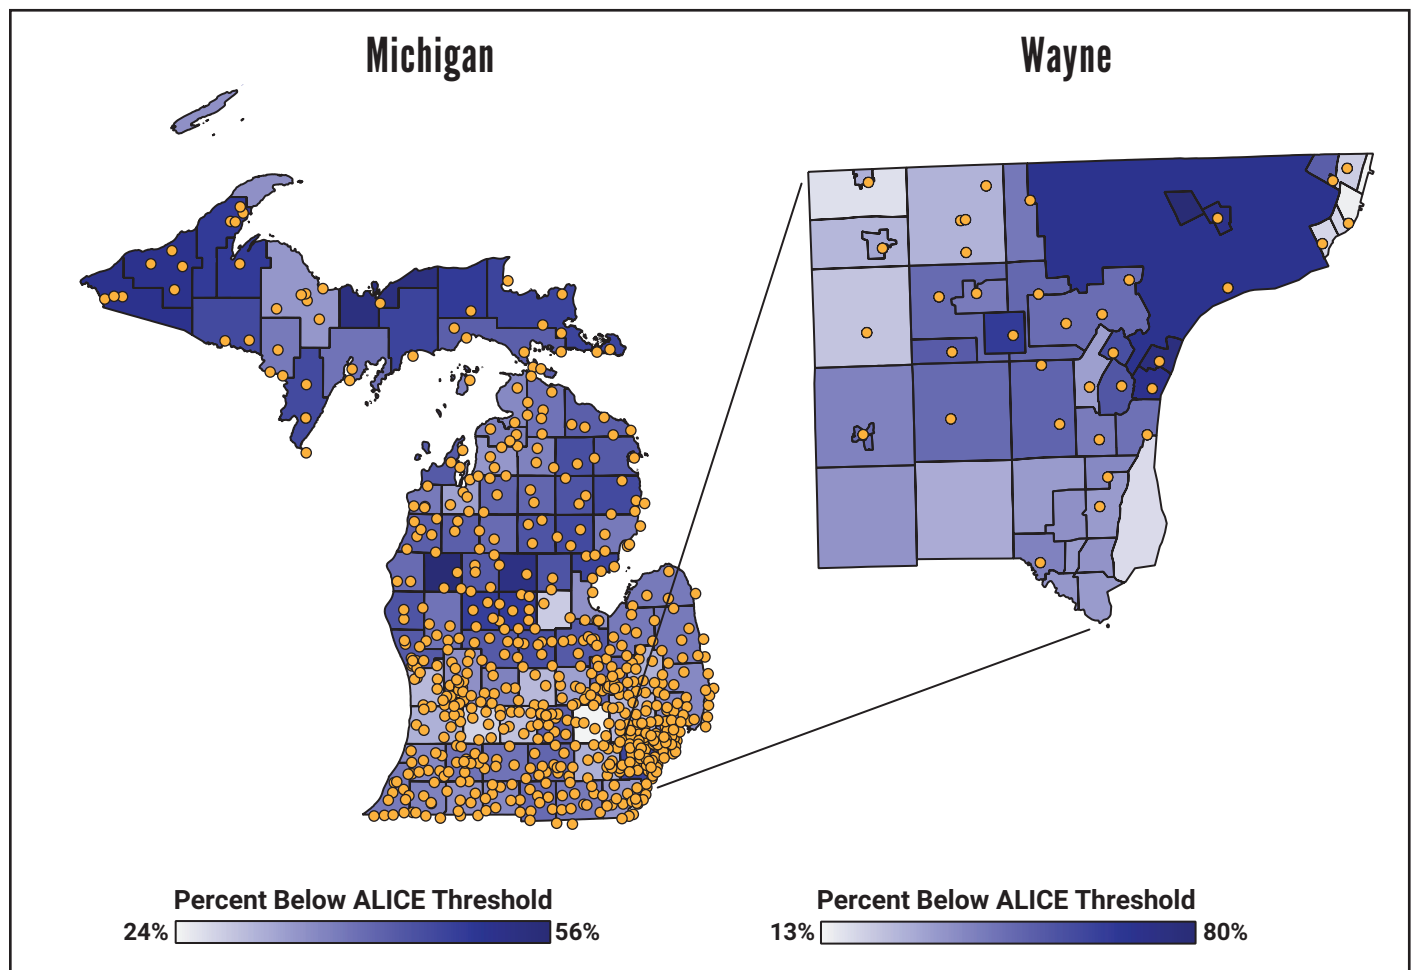 Michigan
Wayne
Percent Below ALICE Threshold
24% 56%
Percent Below ALICE Threshold
13% 80%